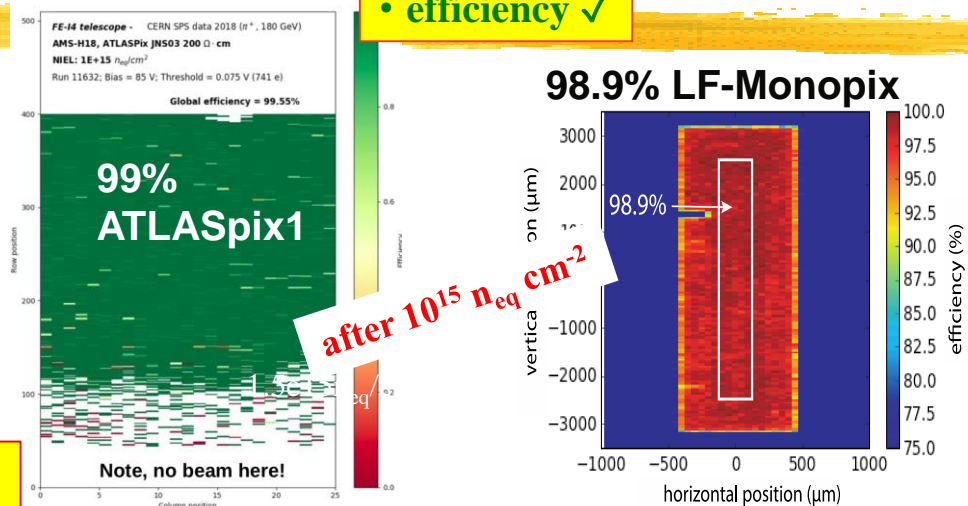 • efficiency ✓
FE-I4 telescope - CERN SPS data 2018 (π⁺, 180 GeV)
AMS-H18, ATLASPix JNS03 200 Ω·cm
NIEL: 1E+15 n_eq/cm²
Run 11632; Bias = 85 V; Threshold = 0.075 V (741 e)
Global efficiency = 99.55%
99%
ATLASpix1
Note, no beam here!
Row position
500
400
300
200
100
0
0 5 10 15 20 25
Column position
0.8
0.6
0.2
0.0
Efficiency
after 10¹⁵ n_eq cm⁻²
98.9% LF-Monopix
98.9%
3000
2000
−1000
−2000
−3000
−1000 −500 0 500 1000
horizontal position (μm)
100.0
97.5
95.0
92.5
90.0
87.5
85.0
82.5
80.0
77.5
75.0
efficiency (%)